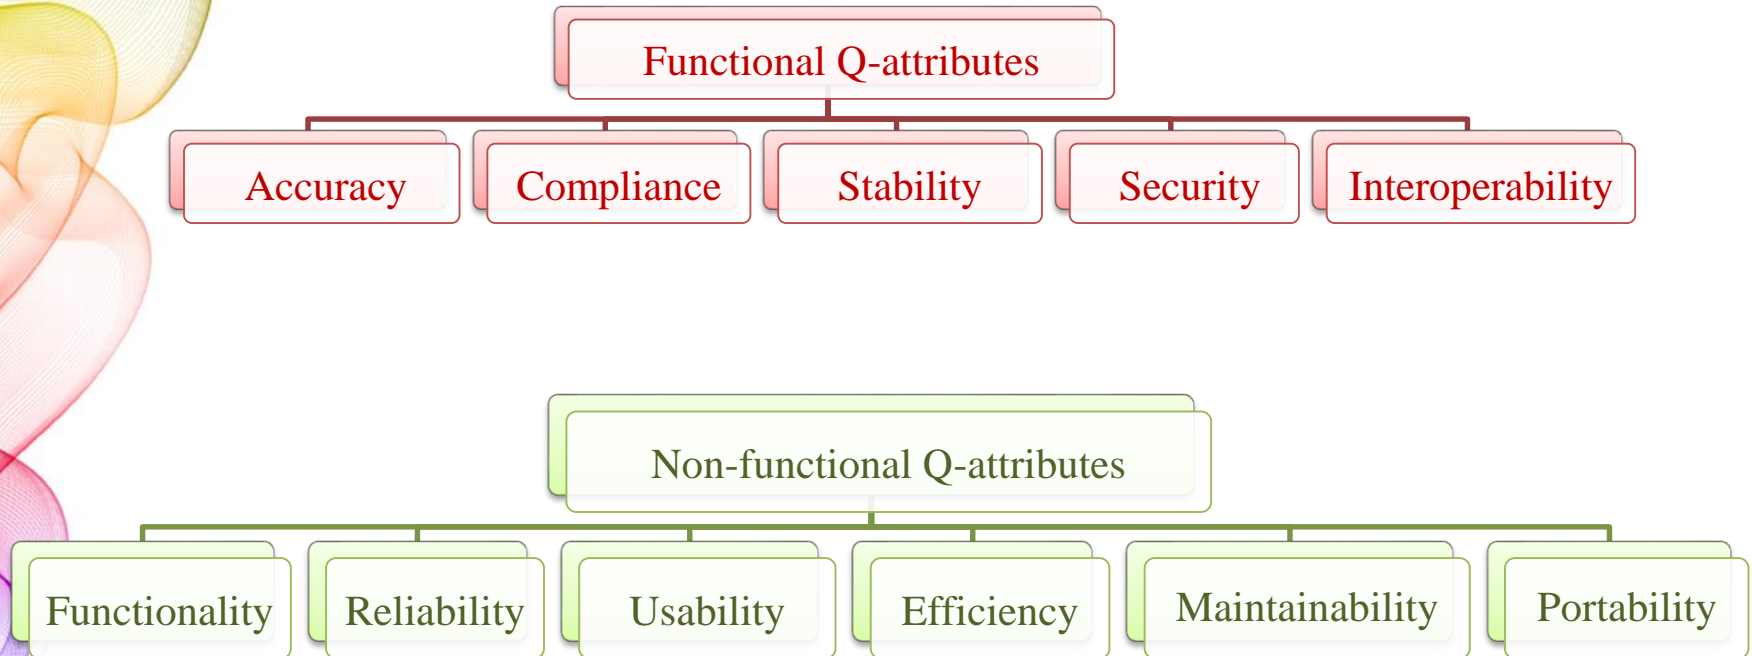 Functional Q-attributes
Accuracy
Compliance
Stability
Security
Interoperability
Non-functional Q-attributes
Functionality
Reliability
Usability
Efficiency
Maintainability
Portability